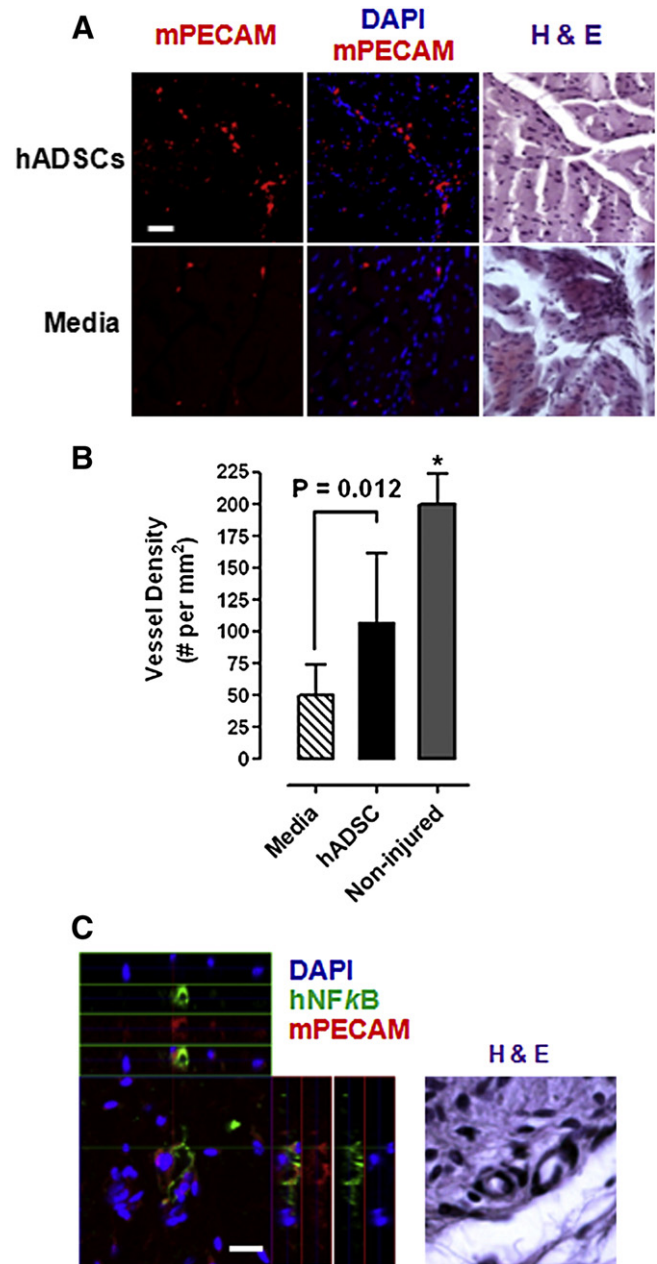 A
mPECAM
DAPI
mPECAM
H & E
hADSCs
Media
B
Vessel Density
(# per mm²)
225
200
175
150
125
100
75
50
25
0
P = 0.012
*
Media
hADSC
Non-injured
C
DAPI
hNFkB
mPECAM
H & E